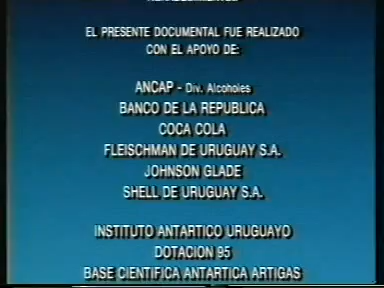 AGRADECIMIENTOS
EL PRESENTE DOCUMENTAL FUE REALIZADO
CON EL APOYO DE:
ANCAP - Div. Alcoholes
BANCO DE LA REPUBLICA
COCA COLA
FLEISCHMAN DE URUGUAY S.A.
JOHNSON GLADE
SHELL DE URUGUAY S.A.
INSTITUTO ANTARTICO URUGUAYO
DOTACION 95
BASE CIENTIFICA ANTARTICA ARTIGAS